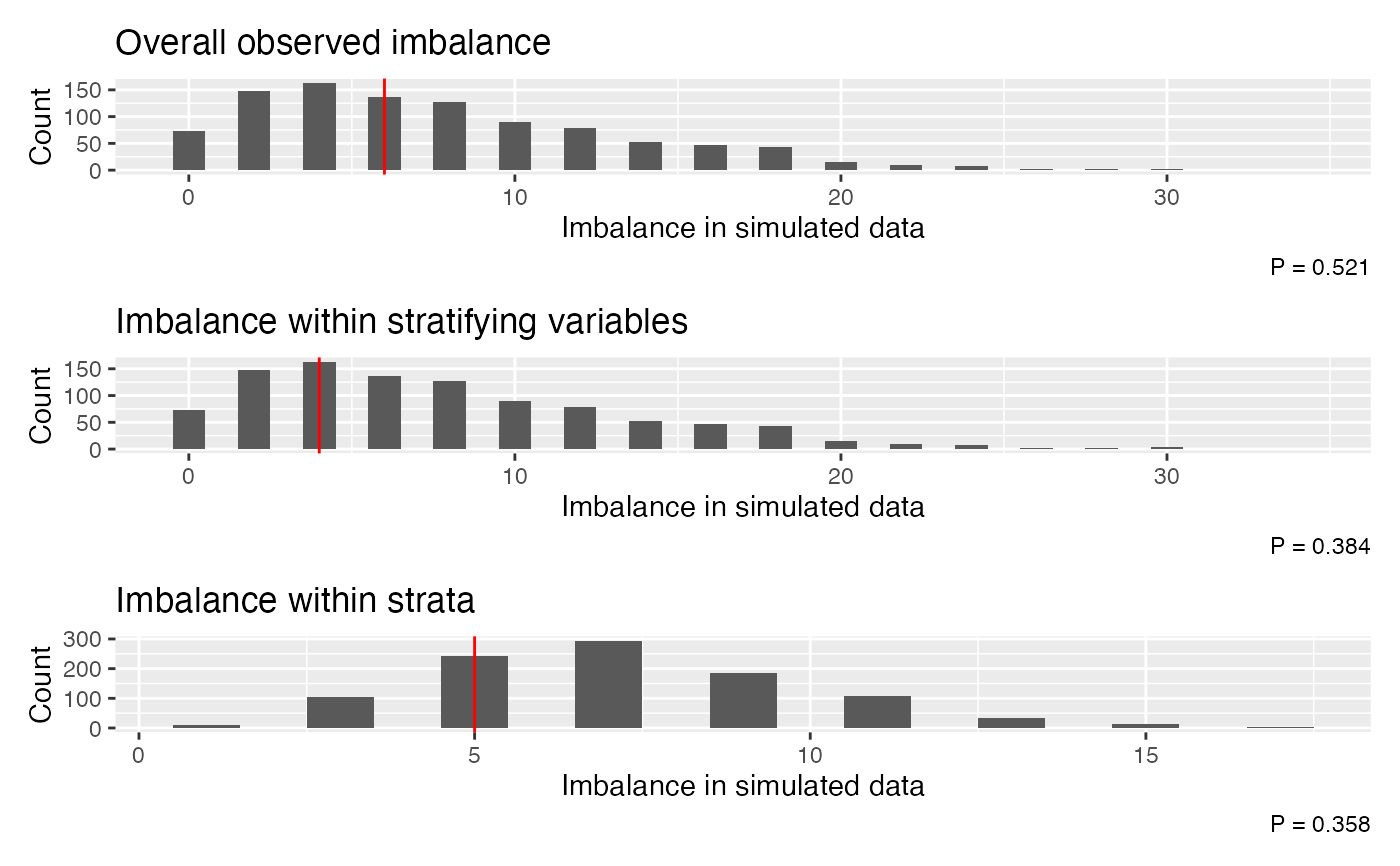 Overall observed imbalance
Count
150
100
50
0
0 10 20 30
Imbalance in simulated data
P = 0.521
Imbalance within stratifying variables
Count
150
100
50
0
0 10 20 30
Imbalance in simulated data
P = 0.384
Imbalance within strata
Count
300
200
100
0
0 5 10 15
Imbalance in simulated data
P = 0.358